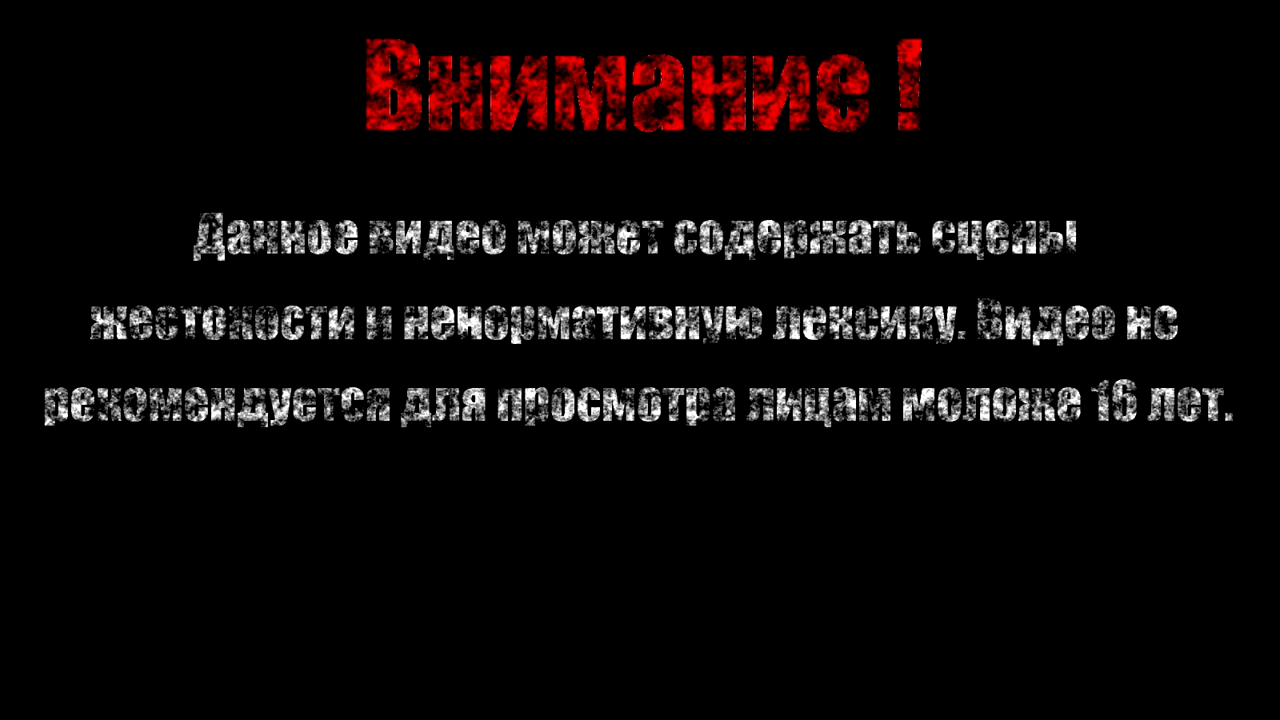 Внимание !
Данное видео может содержать сцены
жестокости и ненормативную лексику. Видео не
рекомендуется для просмотра лицам моложе 16 лет.